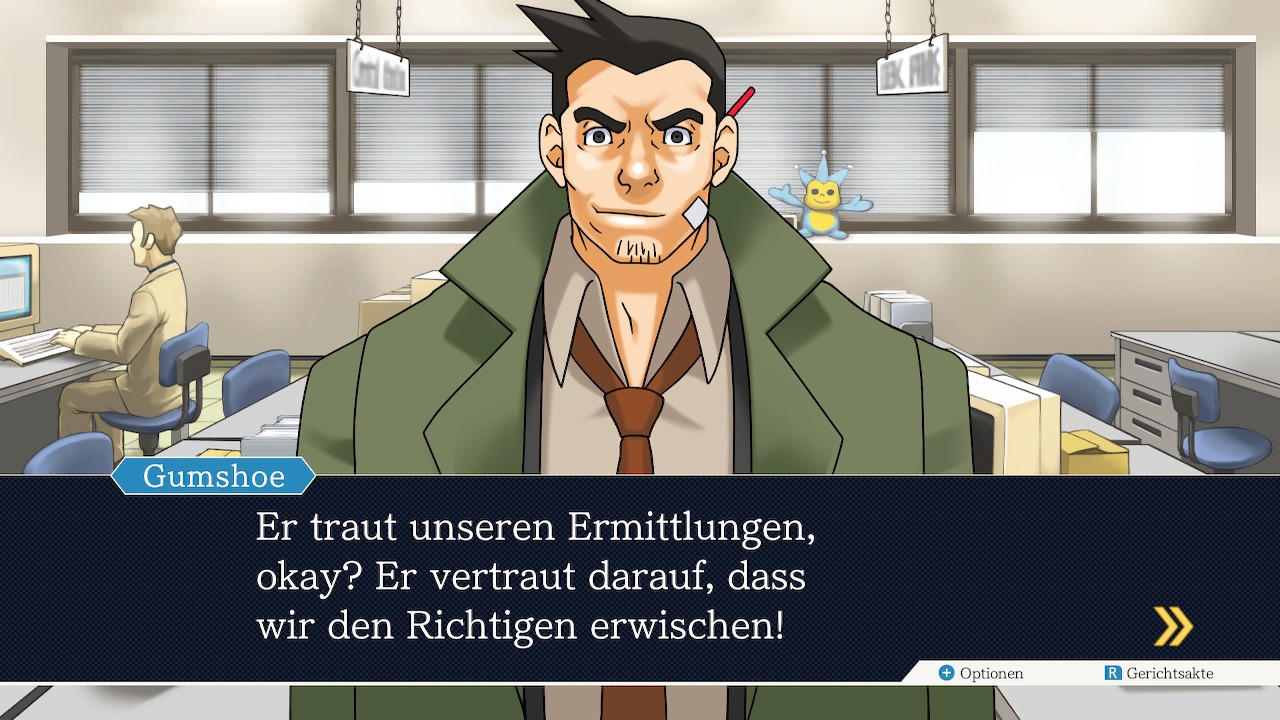 Gumshoe
Er traut unseren Ermittlungen,
okay? Er vertraut darauf, dass
wir den Richtigen erwischen!
Optionen
R Gerichtsakte